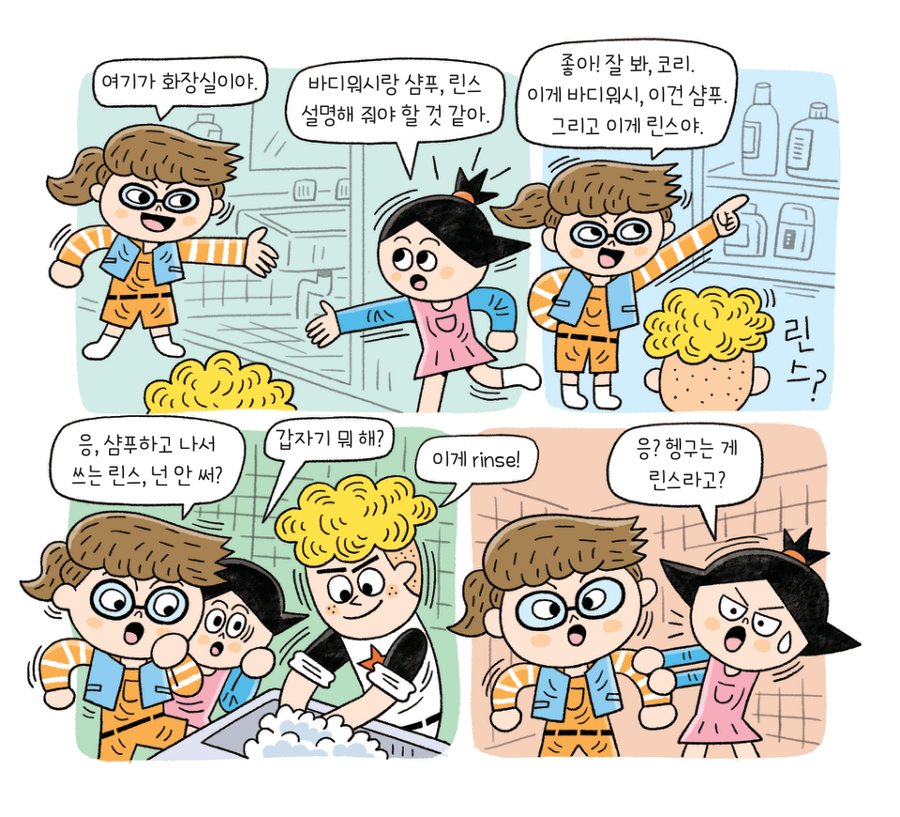 여기가 화장실이야.
바디워시랑 샴푸, 린스
설명해 줘야 할 것 같아.
좋아! 잘 봐, 코리.
이게 바디워시, 이건 샴푸.
그리고 이게 린스야.
린
스?
응, 샴푸하고 나서
쓰는 린스, 넌 안 써?
갑자기 뭐 해?
이게 rinse!
응? 헹구는 게
린스라고?